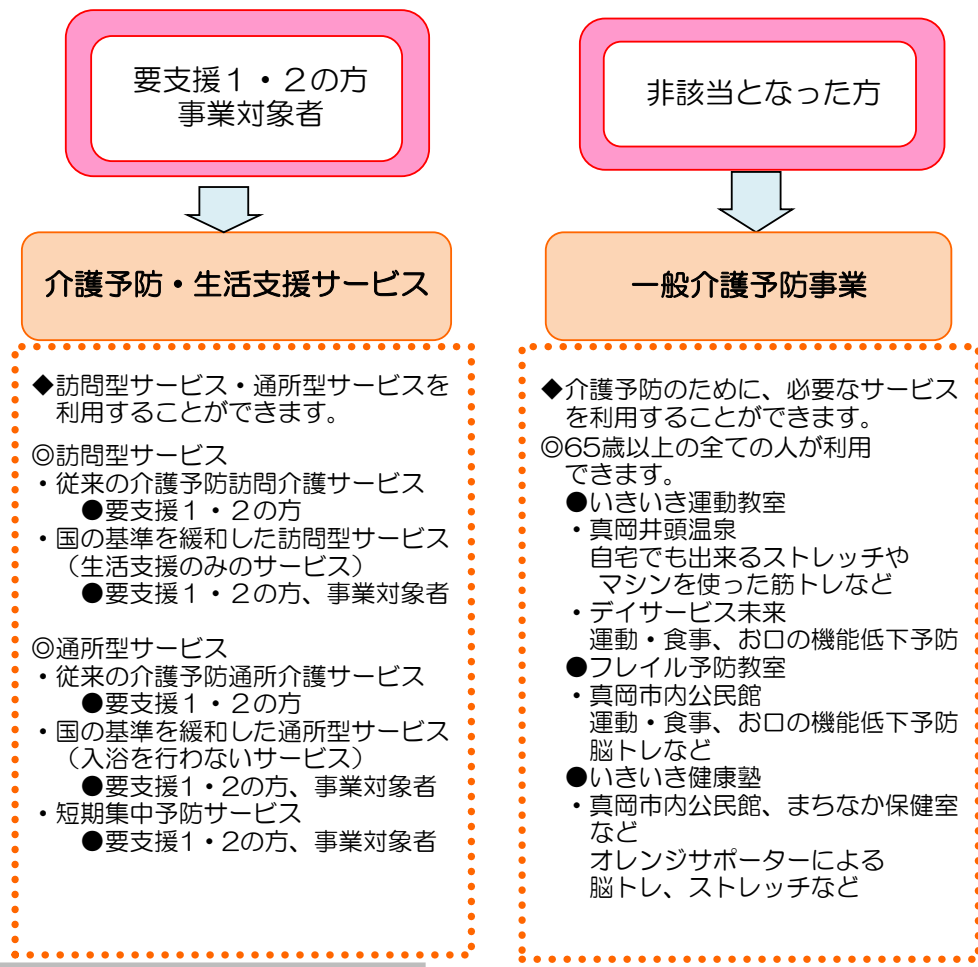 要支援1・2の方
事業対象者
介護予防・生活支援サービス
◆訪問型サービス・通所型サービスを
利用することができます。
◎訪問型サービス
・従来の介護予防訪問介護サービス
●要支援1・2の方
・国の基準を緩和した訪問型サービス
（生活支援のみのサービス）
●要支援1・2の方、事業対象者
◎通所型サービス
・従来の介護予防通所介護サービス
●要支援1・2の方
・国の基準を緩和した通所型サービス
（入浴を行わないサービス）
●要支援1・2の方、事業対象者
・短期集中予防サービス
●要支援1・2の方、事業対象者
非該当となった方
一般介護予防事業
◆介護予防のために、必要なサービス
を利用することができます。
◎65歳以上の全ての人が利用
できます。
●いきいき運動教室
・真岡井頭温泉
自宅でも出来るストレッチや
マシンを使った筋トレなど
・デイサービス未来
運動・食事、お口の機能低下予防
●フレイル予防教室
・真岡市内公民館
運動・食事、お口の機能低下予防
脳トレなど
●いきいき健康塾
・真岡市内公民館、まちなか保健室
など
オレンジサポーターによる
脳トレ、ストレッチなど